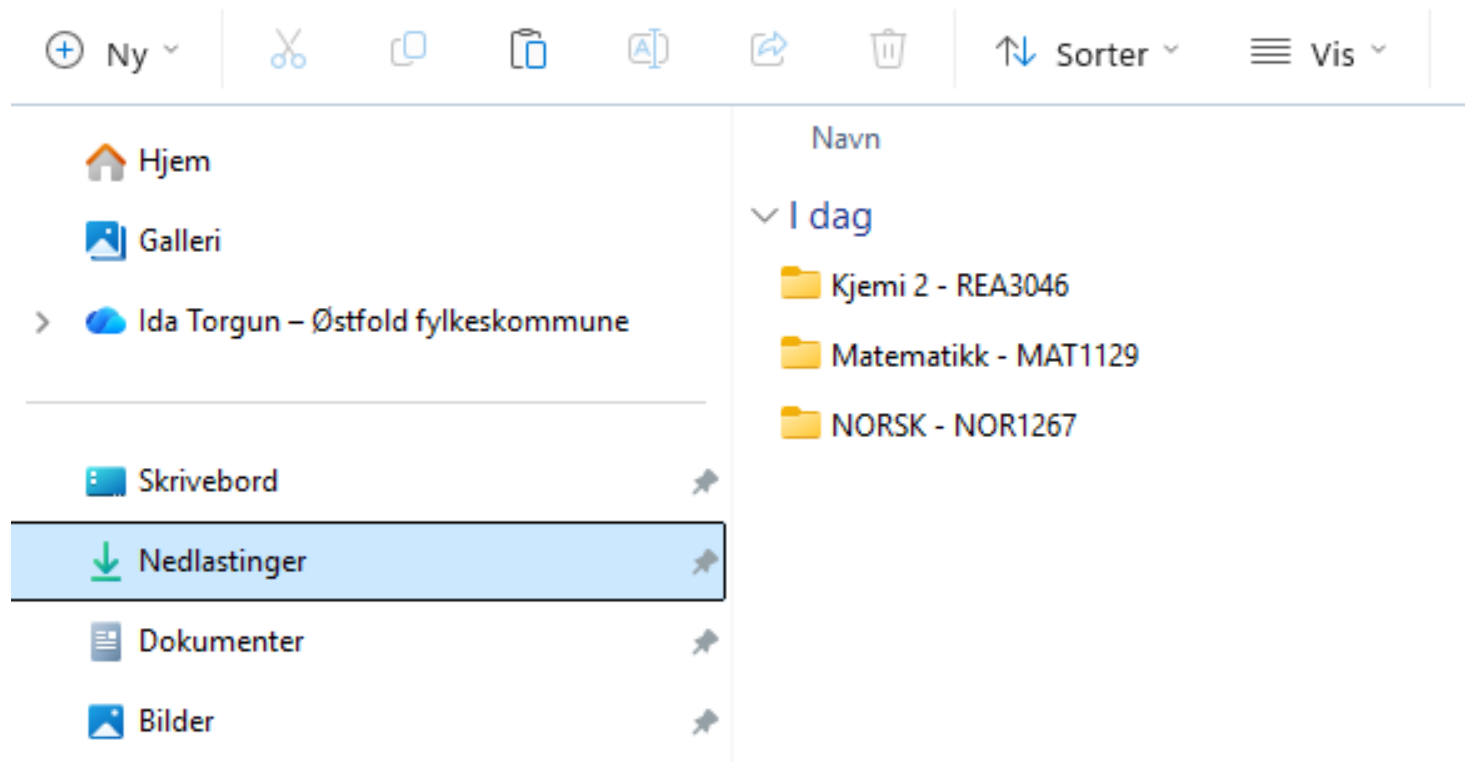 Ny
Sorter
Vis
Hjem
Galleri
Ida Torgun – Østfold fylkeskommune
Skrivebord
Nedlastinger
Dokumenter
Bilder
Navn
I dag
Kjemi 2 - REA3046
Matematikk - MAT1129
NORSK - NOR1267